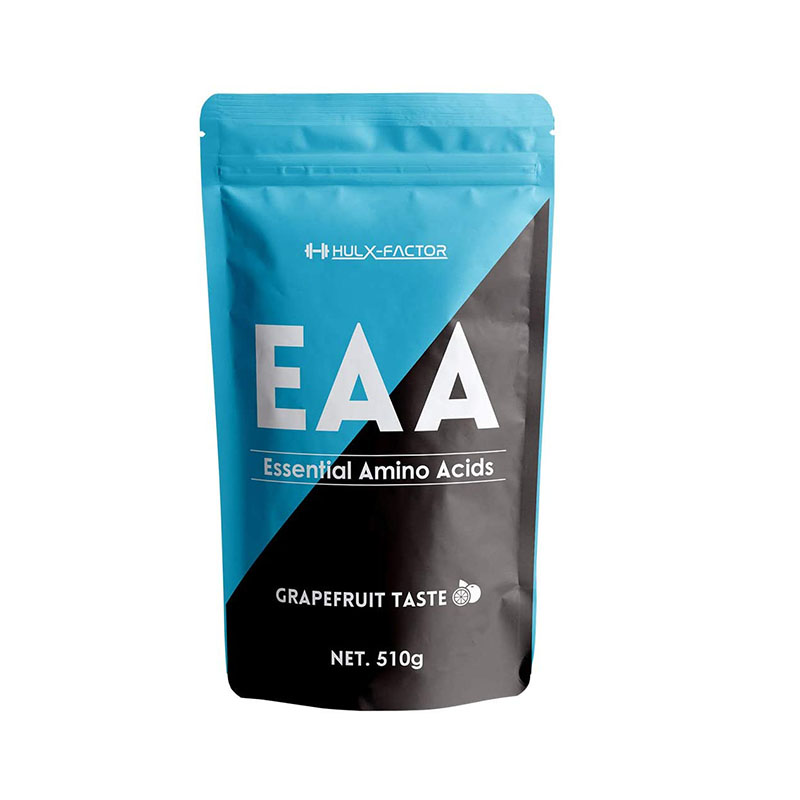 HULX-FACTOR
EAA
Essential Amino Acids
GRAPEFRUIT TASTE
NET. 510g